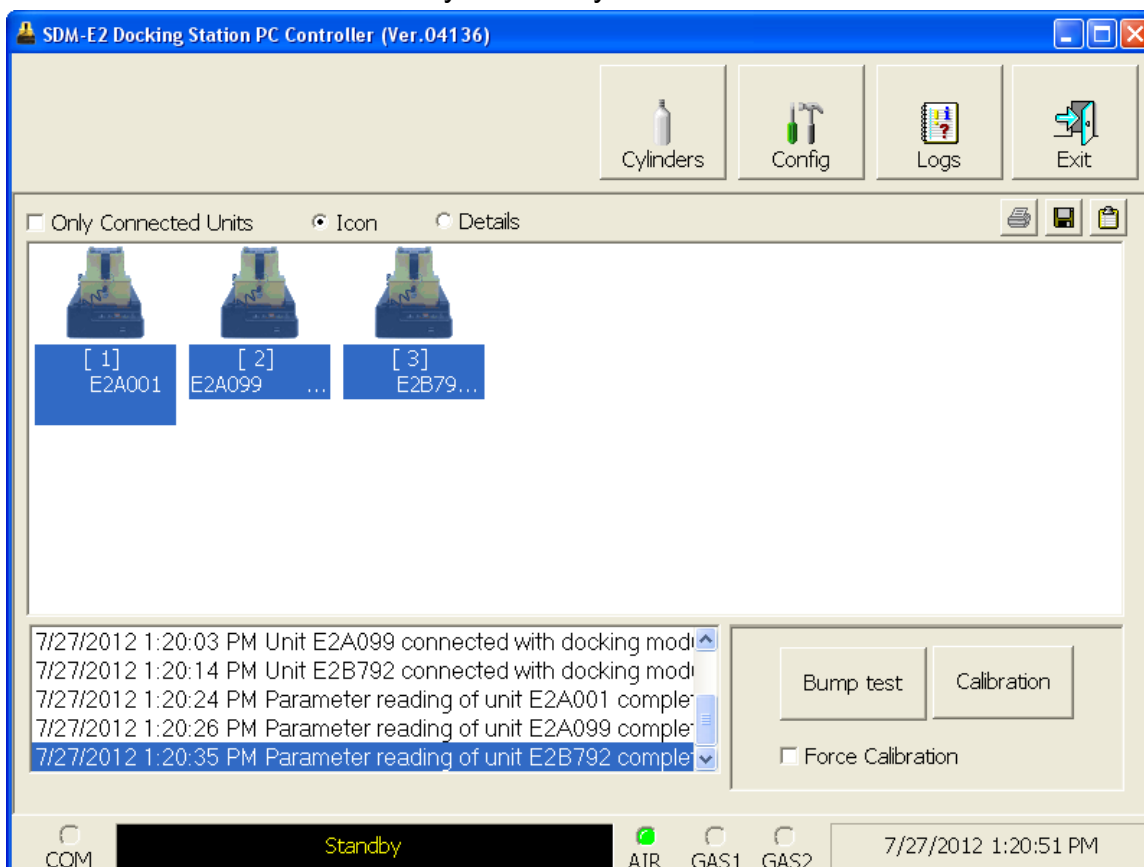 SDM-E2 Docking Station PC Controller (Ver.04136)
Cylinders Config Logs Exit
Only Connected Units Icon Details
[ 1] [ 2] [ 3]
E2A001 E2A099 ... E2B79...
7/27/2012 1:20:03 PM Unit E2A099 connected with docking
7/27/2012 1:20:14 PM Unit E2B792 connected with docking
7/27/2012 1:20:24 PM Parameter reading of unit E2A001
7/27/2012 1:20:26 PM Parameter reading of unit E2A099
7/27/2012 1:20:35 PM Parameter reading of unit E2B792
Bump test Calibration
Force Calibration
COM Standby AIR GAS1 GAS2 7/27/2012 1:20:51 PM